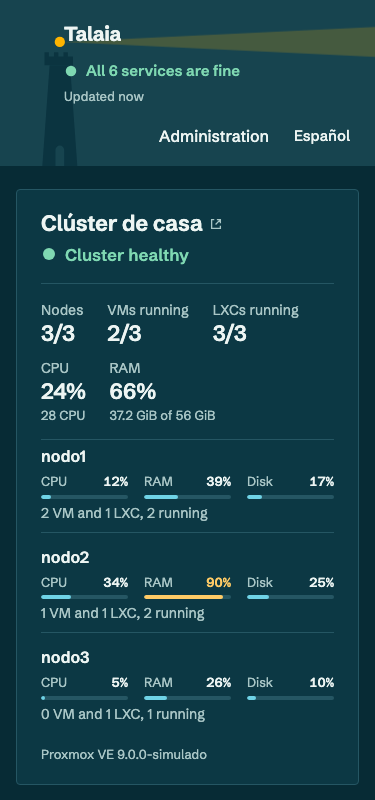 Talaia
All 6 services are fine
Updated now
Administration Español
Clúster de casa
Cluster healthy
Nodes VMs running LXCs running
3/3 2/3 3/3
CPU RAM
24% 66%
28 CPU 37.2 GiB of 56 GiB
nodo1
CPU 12% RAM 39% Disk 17%
2 VM and 1 LXC, 2 running
nodo2
CPU 34% RAM 90% Disk 25%
1 VM and 1 LXC, 2 running
nodo3
CPU 5% RAM 26% Disk 10%
0 VM and 1 LXC, 1 running
Proxmox VE 9.0.0-simulado